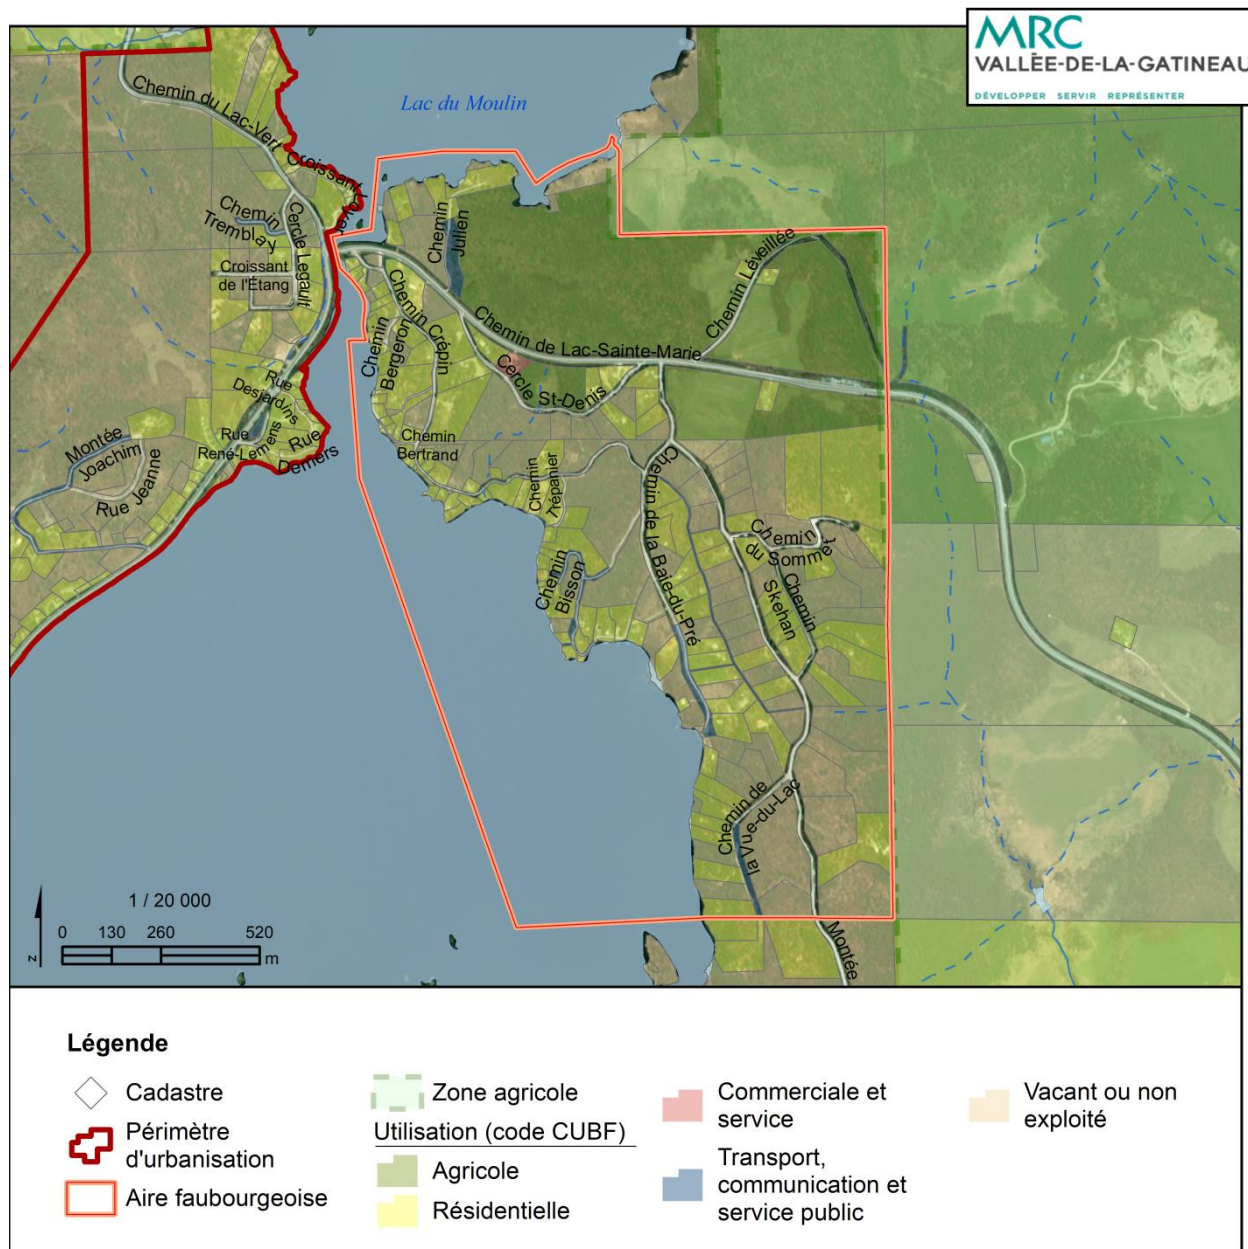 MRC
VALLÉE-DE-LA-GATINEAU
DÉVELOPPER SERVIR REPRÉSENTER
Lac du Moulin
Chemin du Lac-Vert
Croissant
Chemin
Tremblay
Cercle Legault
Croissant
de l'Étang
Chemin
Julien
Chemin Léveillée
Chemin de Lac-Sainte-Marie
Chemin Crépin
Chemin
Bergeron
Cercle St-Denis
Rue
Desjardins
Rue
René-Lemens
Rue
Demers
Montée
Joachim
Rue Jeanne
Chemin
Bertrand
Chemin
Trépanier
Chemin de la Baie-du-Pré
Chemin
du Sommet
Chemin
Skehan
Chemin
Bisson
Chemin de
la Vue-du-Lac
Montée
1 / 20 000
0 130 260 520
m
N
Légende
Cadastre
Périmètre
d'urbanisation
Aire faubourgeoise
Zone agricole
Utilisation (code CUBF)
Agricole
Résidentielle
Commerciale et
service
Transport,
communication et
service public
Vacant ou non
exploité